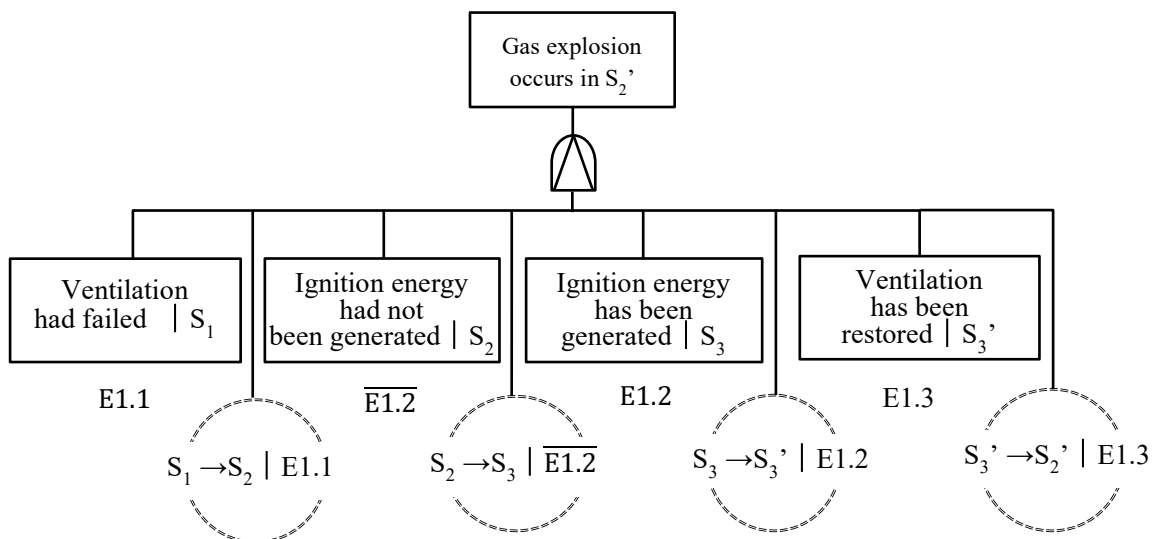 Gas explosion
occurs in S₂’
Ventilation
had failed | S₁
Ignition energy
had not
been generated | S₂
Ignition energy
has been
generated | S₃
Ventilation
has been
restored | S₃’
E1.1
E̅1̅.̅2̅
E1.2
E1.3
S₁ →S₂ | E1.1
S₂ →S₃ | E̅1̅.̅2̅
S₃ →S₃’ | E1.2
S₃’ →S₂’ | E1.3